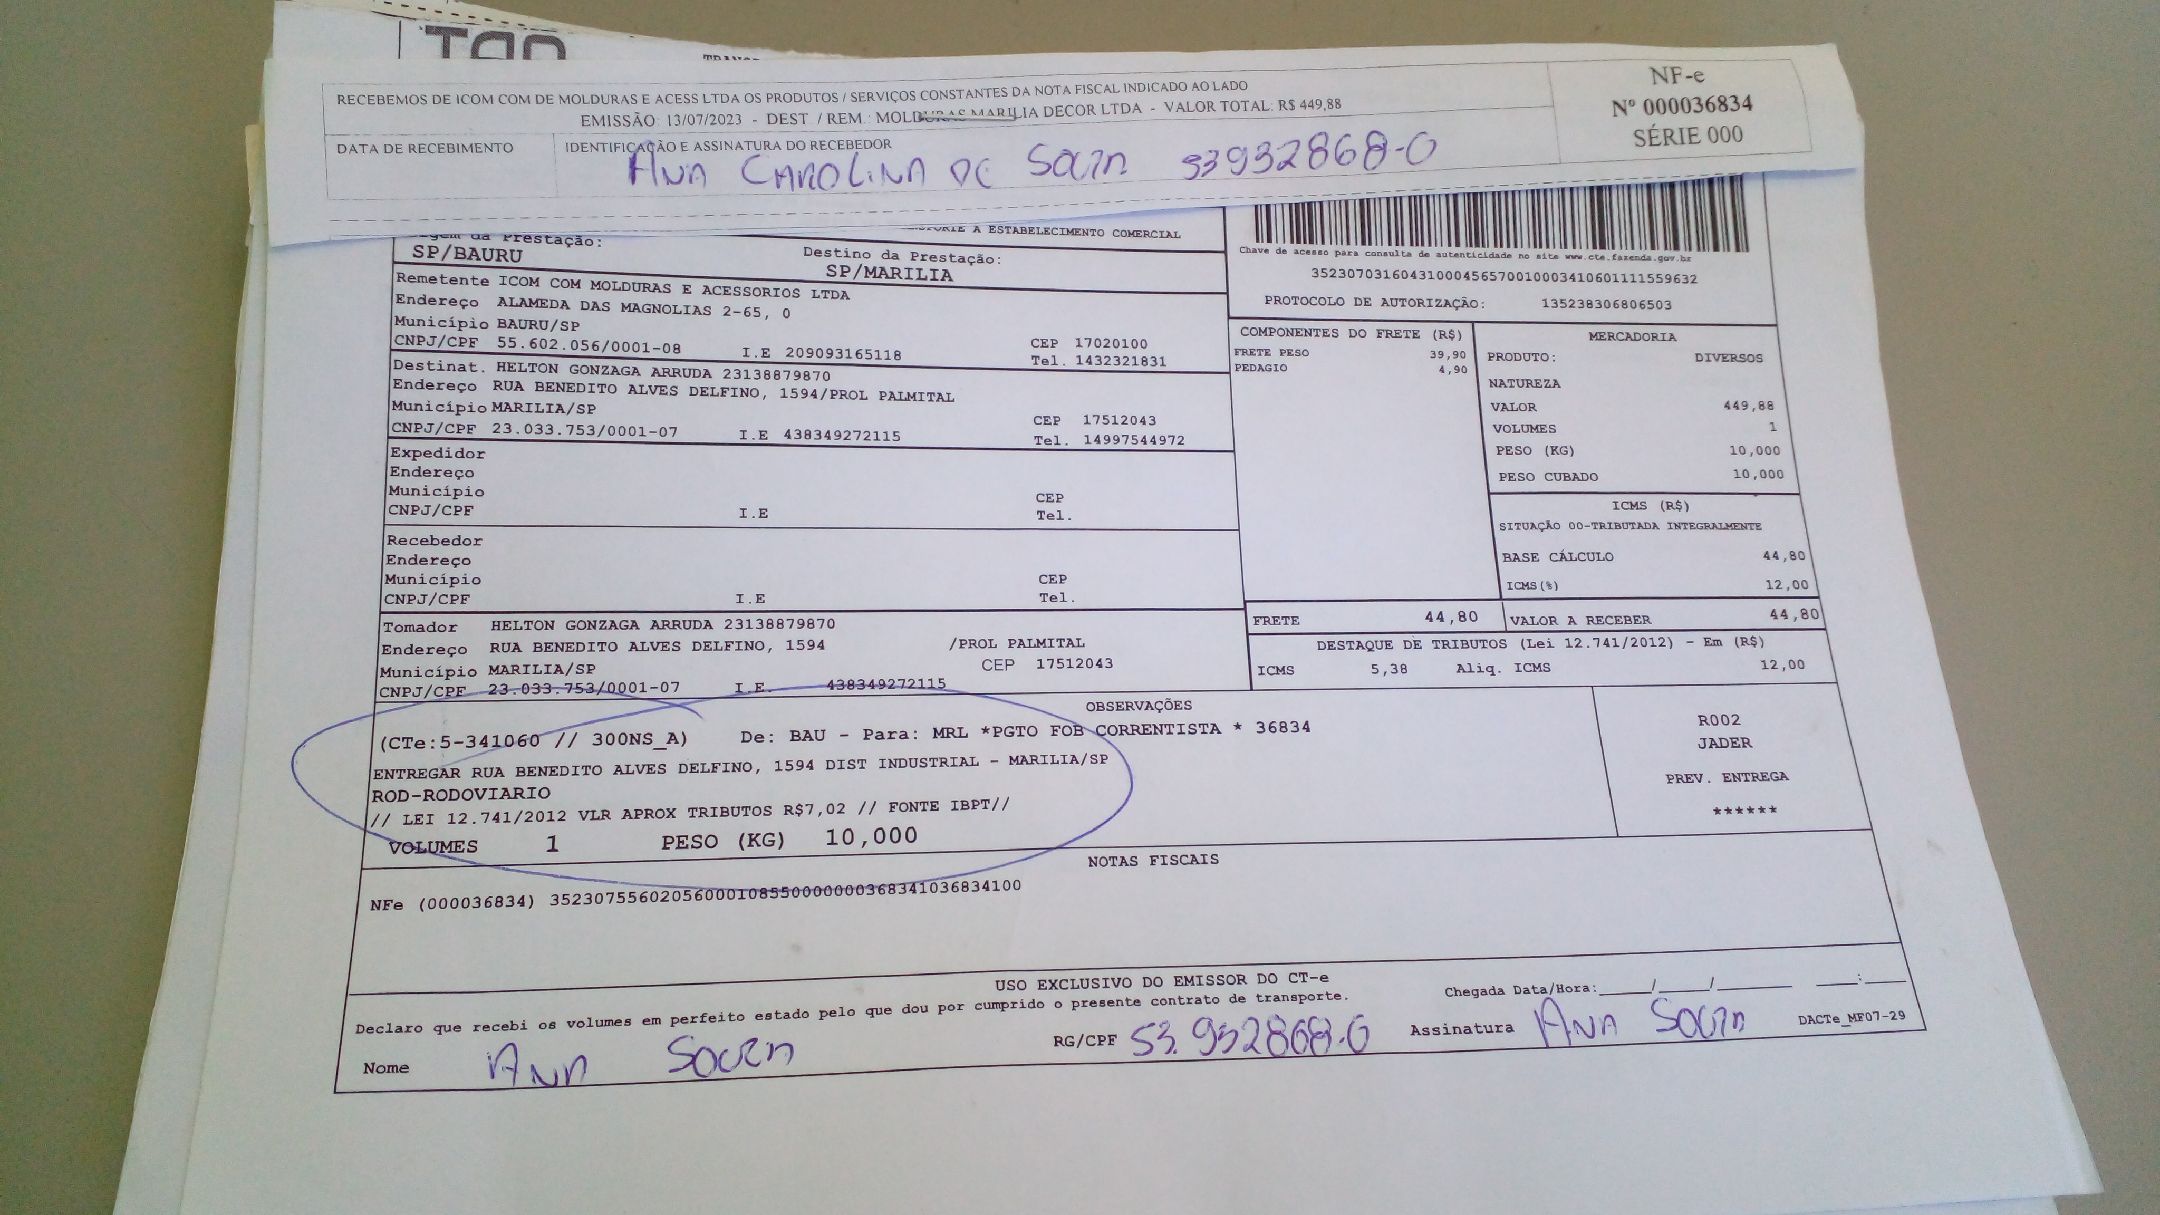 RECEBEMOS DE ICOM COM DE MOLDURAS E ACESS LTDA OS PRODUTOS / SERVIÇOS CONSTANTES DA NOTA FISCAL INDICADO AO LADO
EMISSÃO: 13/07/2023 - DEST / REM.: MOLDURAS MARILIA DECOR LTDA - VALOR TOTAL: R$ 449,88
NF-e
Nº 000036834
SÉRIE 000
DATA DE RECEBIMENTO IDENTIFICAÇÃO E ASSINATURA DO RECEBEDOR
ANA CAROLINA DE SOUZA 53932868-0
A ESTABELECIMENTO COMERCIAL
da Prestação:
SP/BAURU
Destino da Prestação:
SP/MARILIA
Remetente ICOM COM MOLDURAS E ACESSORIOS LTDA
Endereço ALAMEDA DAS MAGNOLIAS 2-65, 0
Município BAURU/SP CEP 17020100
CNPJ/CPF 55.602.056/0001-08 I.E 209093165118 Tel. 1432321831
Destinat. HELTON GONZAGA ARRUDA 23138879870
Endereço RUA BENEDITO ALVES DELFINO, 1594/PROL PALMITAL
Município MARILIA/SP CEP 17512043
CNPJ/CPF 23.033.753/0001-07 I.E 438349272115 Tel. 14997544972
Expedidor
Endereço
Município CEP
CNPJ/CPF I.E Tel.
Recebedor
Endereço
Município CEP
CNPJ/CPF I.E Tel.
Tomador HELTON GONZAGA ARRUDA 23138879870
Endereço RUA BENEDITO ALVES DELFINO, 1594 /PROL PALMITAL
Município MARILIA/SP CEP 17512043
CNPJ/CPF 23.033.753/0001-07 I.E. 438349272115
Chave de acesso para consulta de autenticidade no site www.cte.fazenda.gov.br
35230703160431000456570010003410601111559632
PROTOCOLO DE AUTORIZAÇÃO: 135238306806503
COMPONENTES DO FRETE (R$)
FRETE PESO 39,90
PEDAGIO 4,90
MERCADORIA
PRODUTO: DIVERSOS
NATUREZA
VALOR 449,88
VOLUMES 1
PESO (KG) 10,000
PESO CUBADO 10,000
ICMS (R$)
SITUAÇÃO 00-TRIBUTADA INTEGRALMENTE
BASE CÁLCULO 44,80
ICMS(%) 12,00
FRETE 44,80 VALOR A RECEBER 44,80
DESTAQUE DE TRIBUTOS (Lei 12.741/2012) - Em (R$)
ICMS 5,38 Aliq. ICMS 12,00
OBSERVAÇÕES
(CTe:5-341060 // 300NS_A) De: BAU - Para: MRL *PGTO FOB CORRENTISTA * 36834
ENTREGAR RUA BENEDITO ALVES DELFINO, 1594 DIST INDUSTRIAL - MARILIA/SP
ROD-RODOVIARIO
// LEI 12.741/2012 VLR APROX TRIBUTOS R$7,02 // FONTE IBPT//
VOLUMES 1 PESO (KG) 10,000
R002
JADER
PREV. ENTREGA
******
NOTAS FISCAIS
NFe (000036834) 35230755602056000108550000000368341036834100
USO EXCLUSIVO DO EMISSOR DO CT-e
Declaro que recebi os volumes em perfeito estado pelo que dou por cumprido o presente contrato de transporte.
Chegada Data/Hora:_____/_____/_______ ____:____
Nome ANA SOUZA RG/CPF 53.932868-0 Assinatura ANA SOUZA DACTe_MF07-29